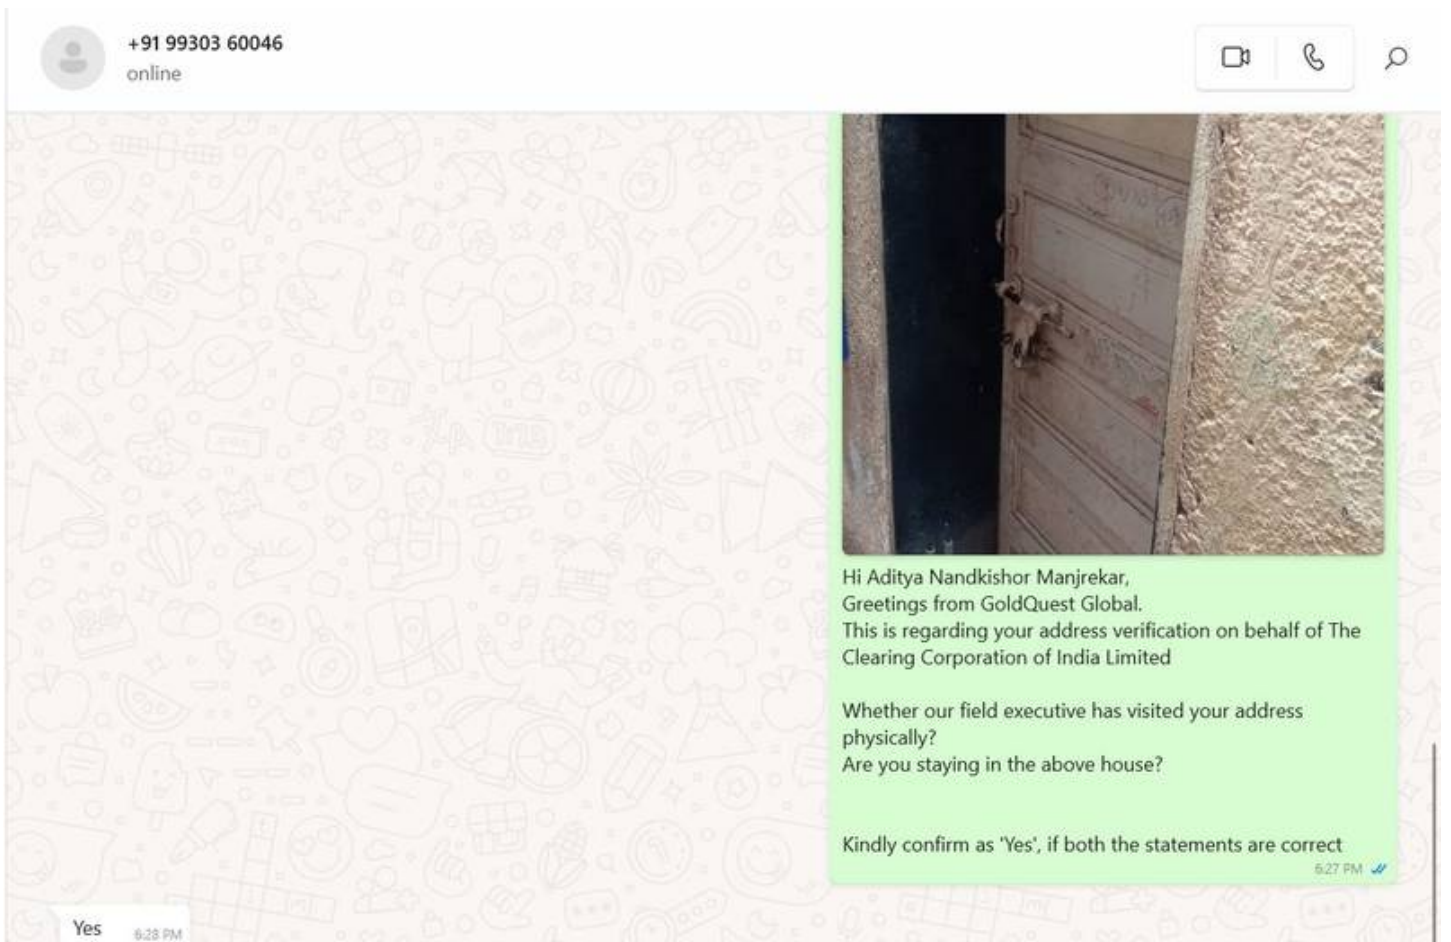 +91 99303 60046
online
Hi Aditya Nandkishor Manjrekar,
Greetings from GoldQuest Global.
This is regarding your address verification on behalf of The
Clearing Corporation of India Limited
Whether our field executive has visited your address
physically?
Are you staying in the above house?
Kindly confirm as 'Yes', if both the statements are correct
6:27 PM
Yes
6:28 PM